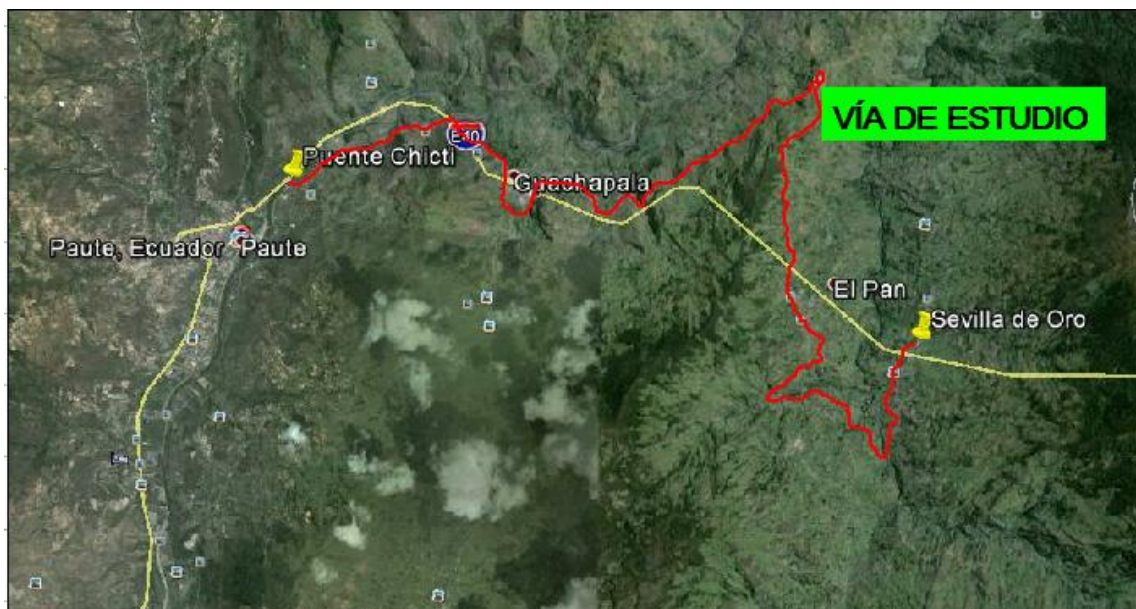 VÍA DE ESTUDIO
E40
Puente Chicti
Guachapala
Paute, Ecuador
Paute
El Pan
Sevilla de Oro